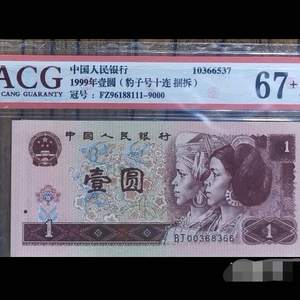 ACG
CANG GUARANTY
中国人民银行 10366537
1999年壹圆（豹子号十连 捆拆）
冠号：FZ96188111-9000
67+
中国人民银行
1
壹圆
1
BJ00368366